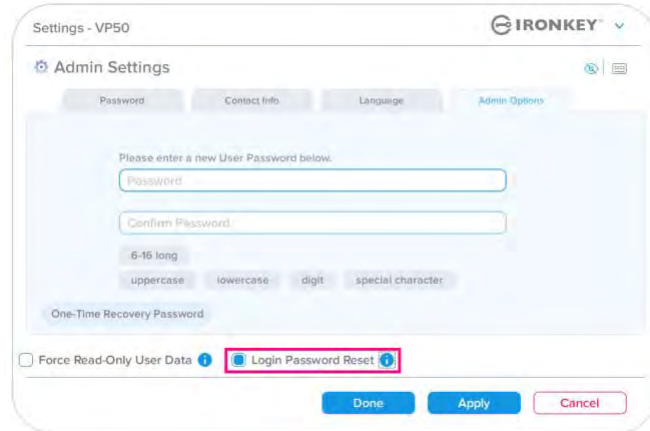 Settings - VP50
IRONKEY™
Admin Settings
Password Contact Info Language Admin Options
Please enter a new User Password below.
Password
Confirm Password
6-16 long
uppercase lowercase digit special character
One-Time Recovery Password
Force Read-Only User Data i Login Password Reset i
Done Apply Cancel